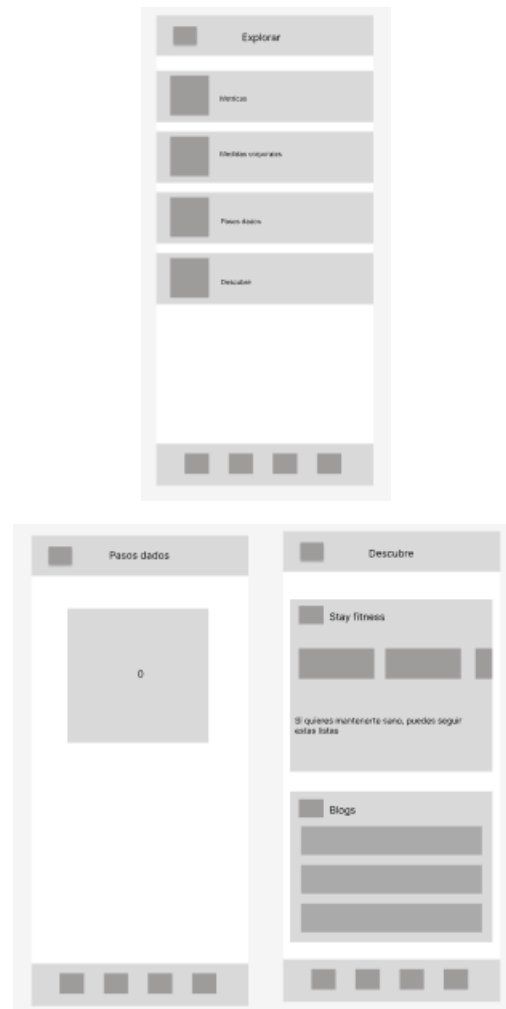 Explorar
Metricas
Medidas corporales
Pasos dados
Descubre
Pasos dados
0
Descubre
Stay fitness
Si quieres mantenerte sano, puedes seguir
estas listas
Blogs